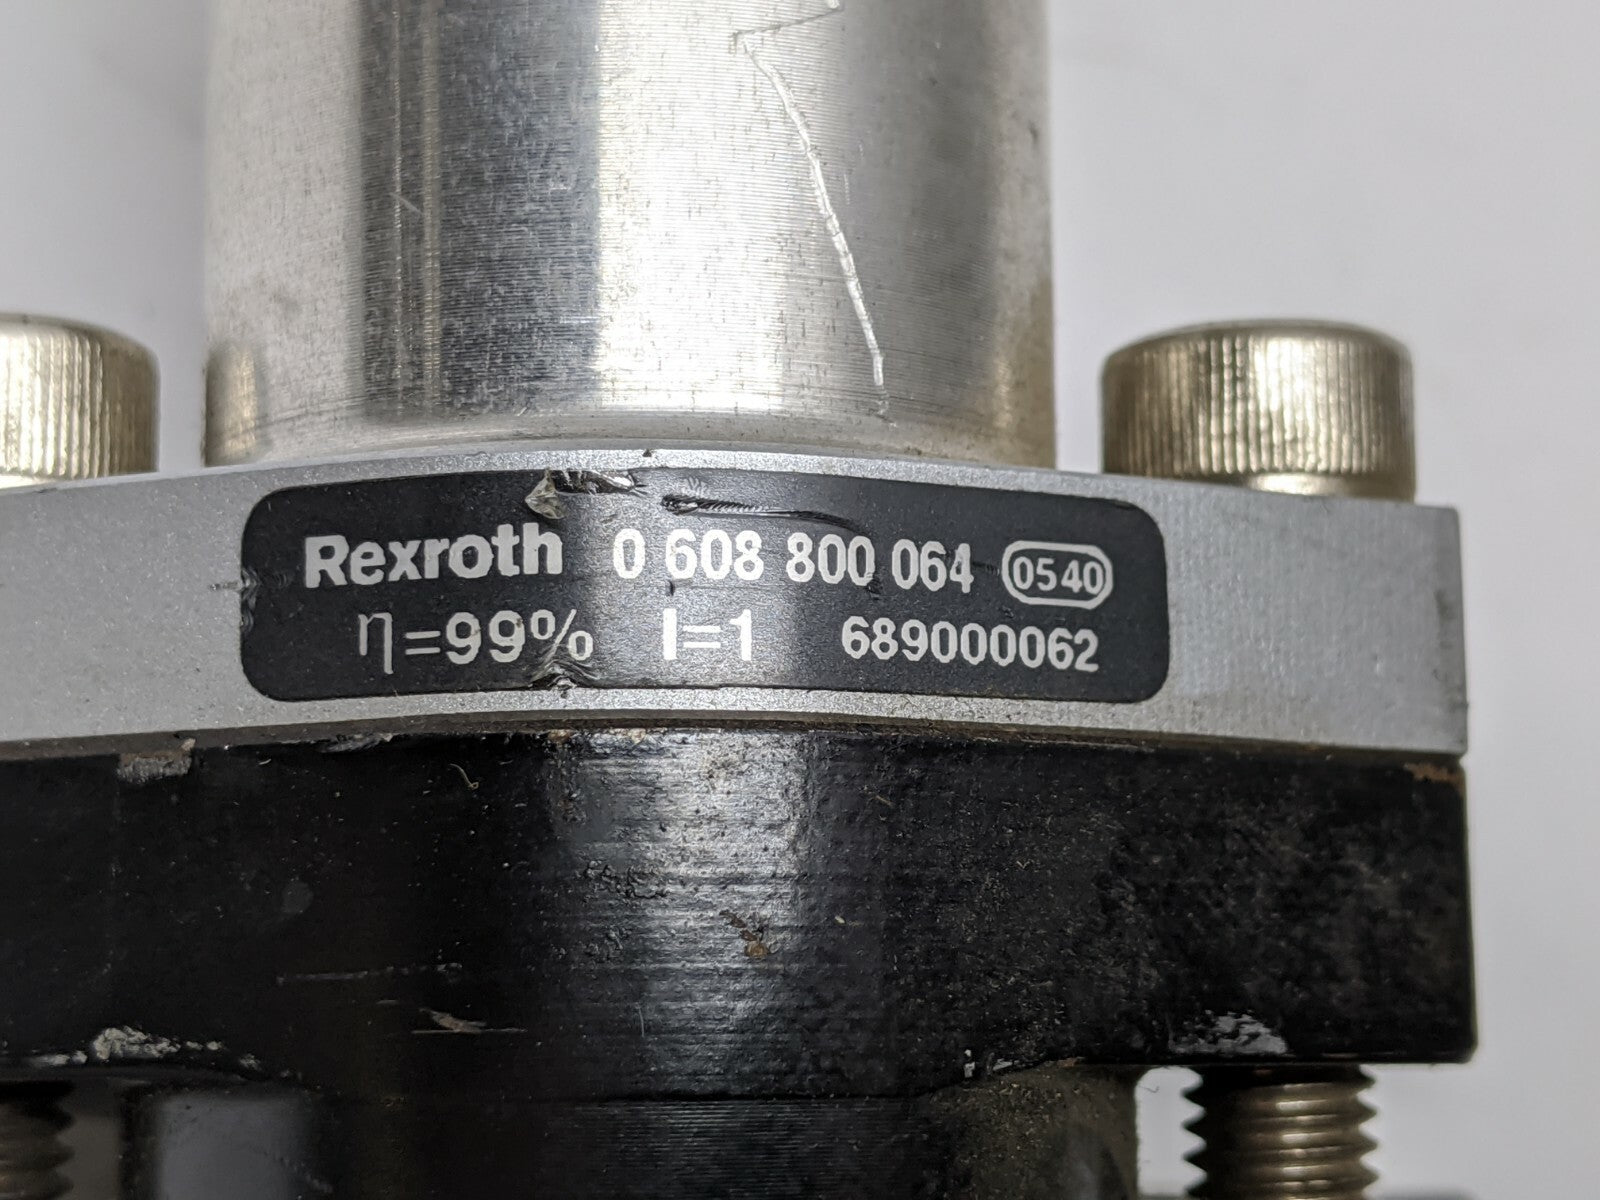 Rexroth 0 608 800 064 0540
η=99% I=1 689000062